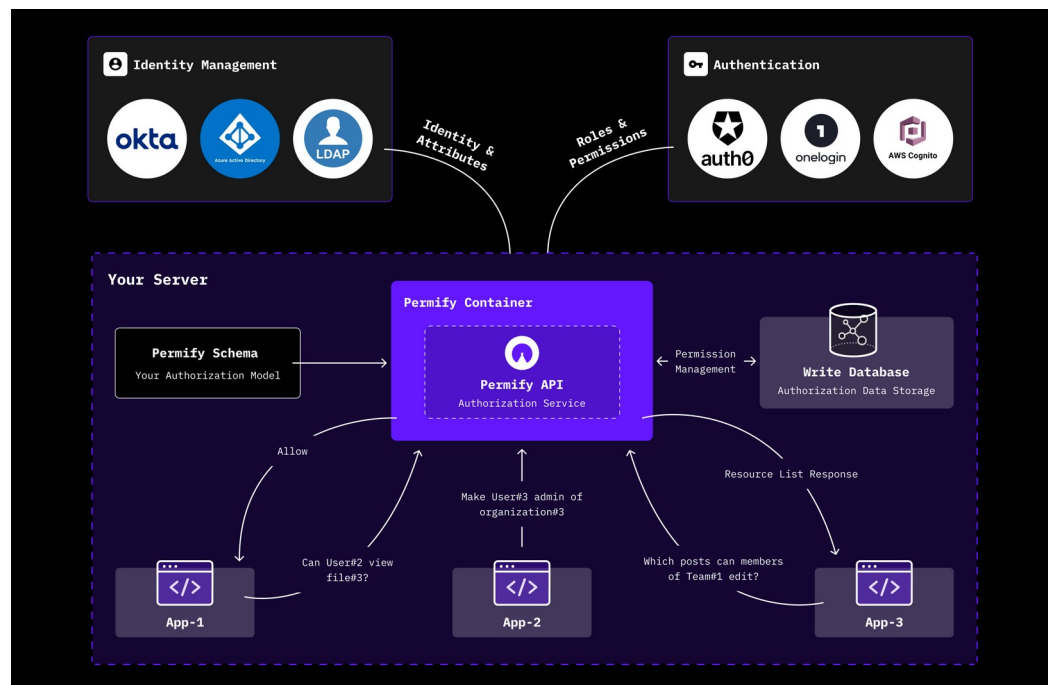 Identity Management
okta
Azure Active Directory
LDAP
Identity &
Attributes
Roles &
Permissions
Authentication
auth0
1
onelogin
AWS Cognito
Your Server
Permify Schema
Your Authorization Model
Permify Container
Permify API
Authorization Service
Permission
Management
Write Database
Authorization Data Storage
Allow
Can User#2 view
file#3?
Make User#3 admin of
organization#3
Which posts can members
of Team#1 edit?
Resource List Response
</>
App-1
</>
App-2
</>
App-3